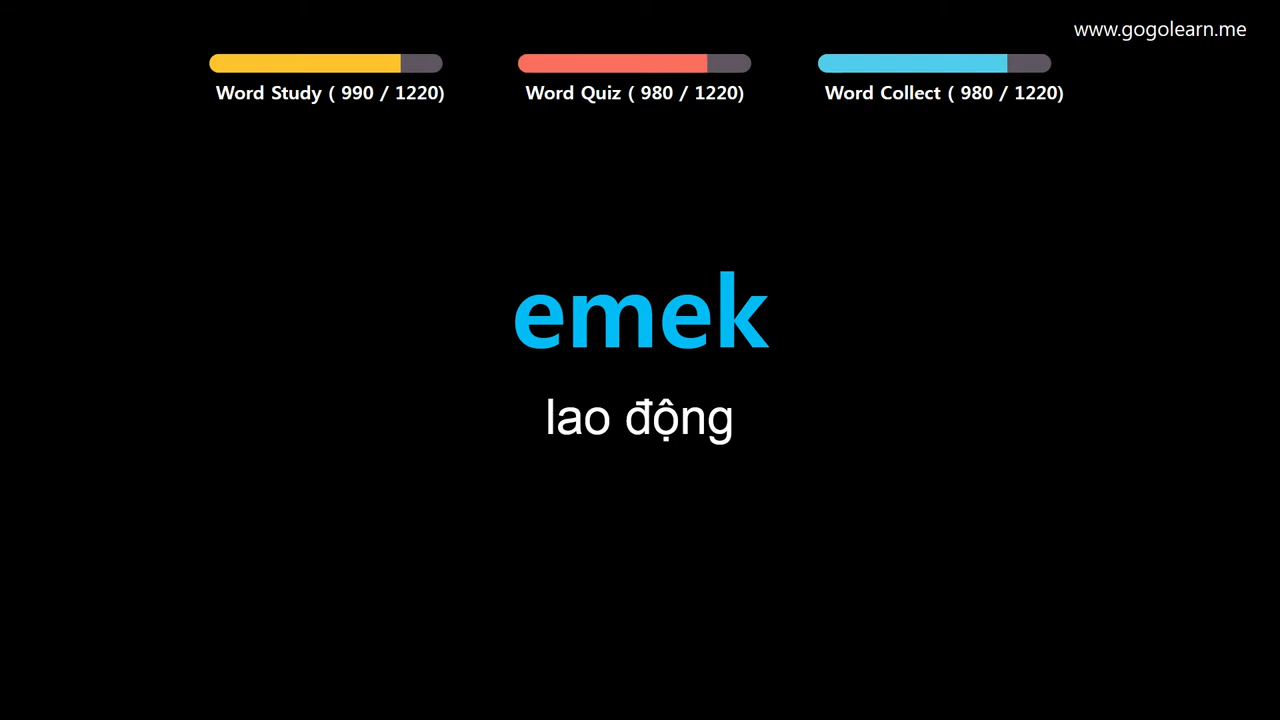 www.gogolearn.me
Word Study ( 990 / 1220)
Word Quiz ( 980 / 1220)
Word Collect ( 980 / 1220)
emek
lao động